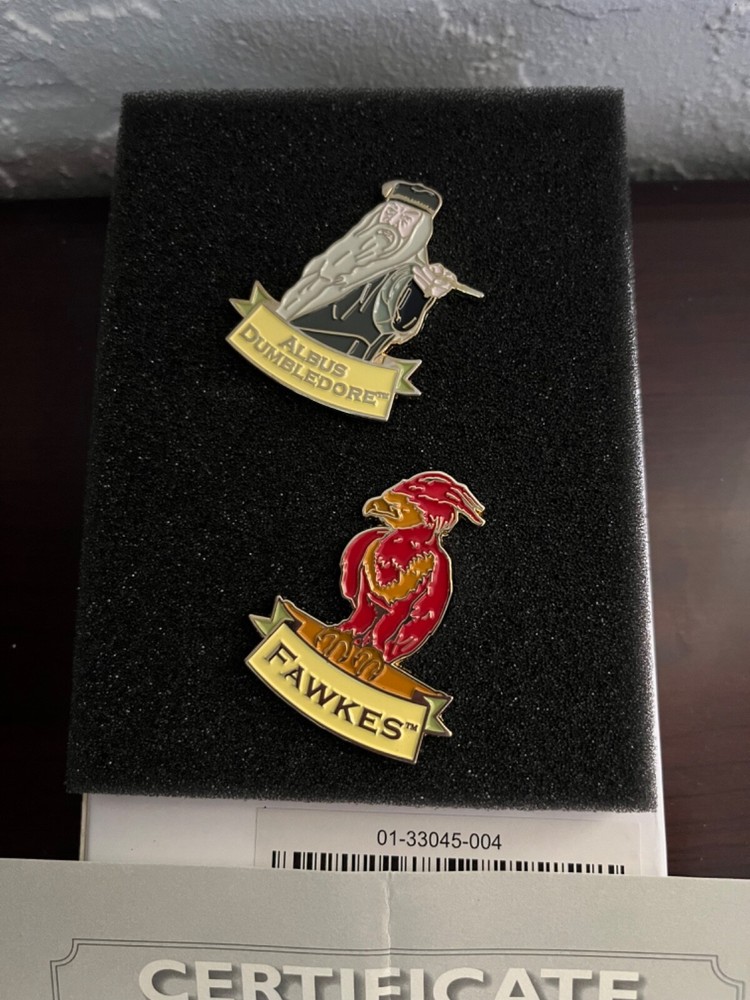 ALBUS
DUMBLEDORE™
FAWKES™
01-33045-004
CERTIFICATE